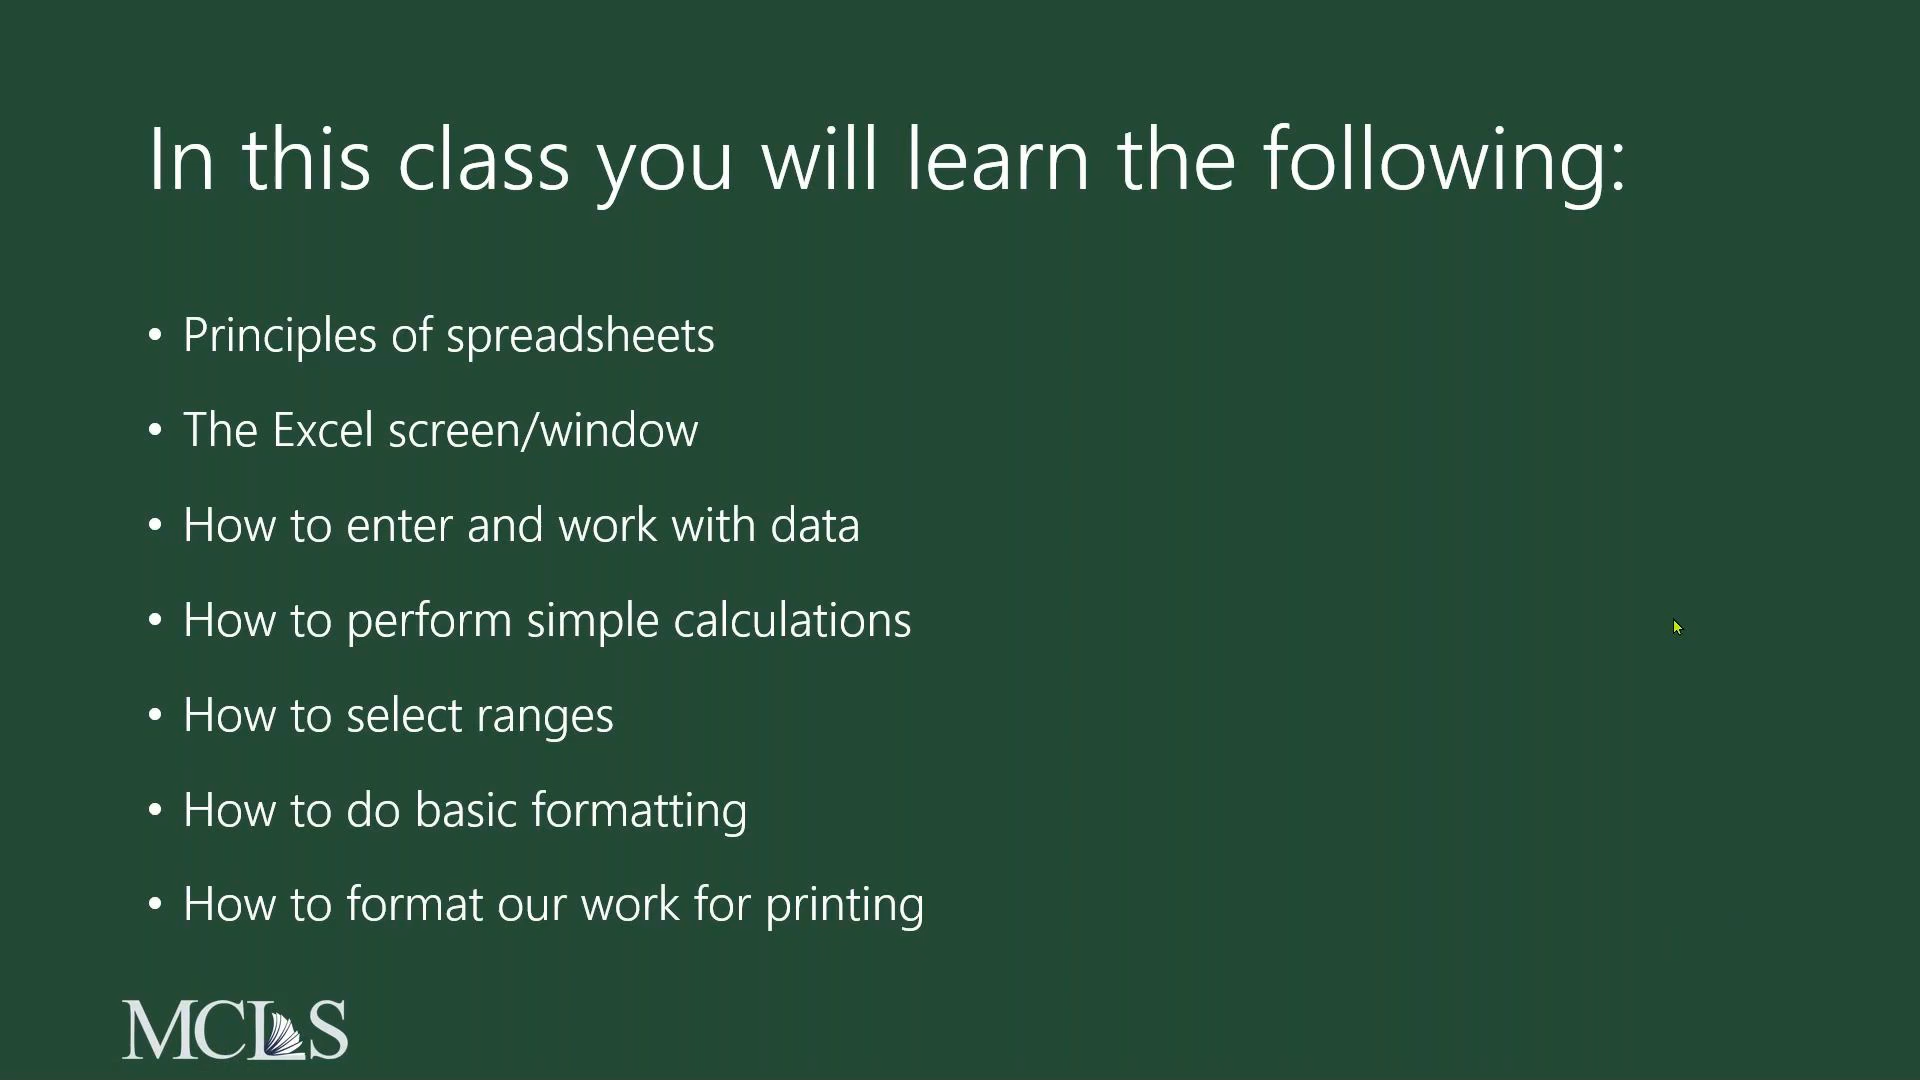 In this class you will learn the following:
• Principles of spreadsheets
• The Excel screen/window
• How to enter and work with data
• How to perform simple calculations
• How to select ranges
• How to do basic formatting
• How to format our work for printing
MCLS